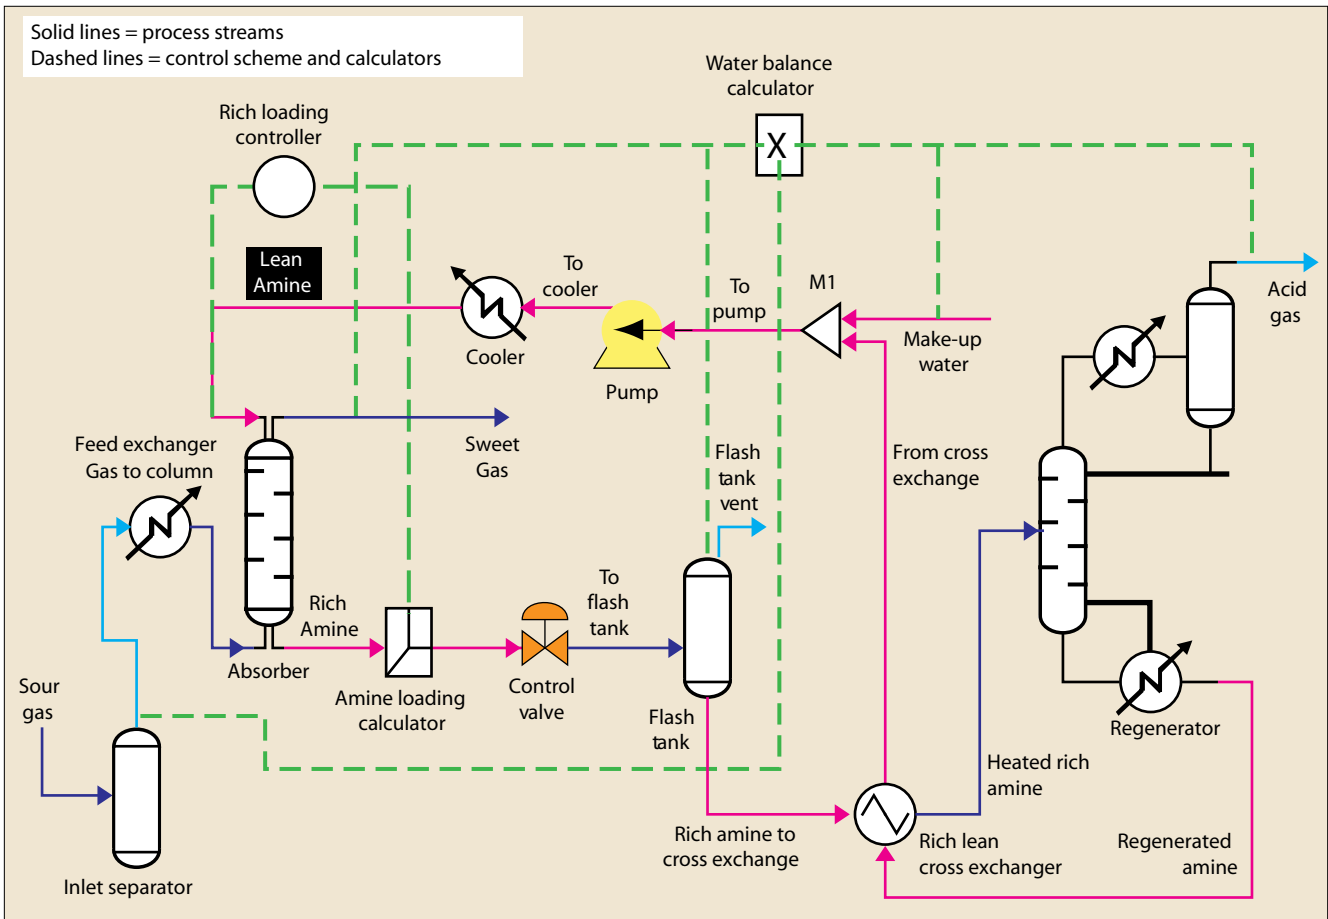 Solid lines = process streams
Dashed lines = control scheme and calculators
Water balance
calculator
X
Rich loading
controller
Lean
Amine
To
cooler
To
pump
M1
Acid
gas
Make-up
water
Cooler
Pump
Feed exchanger
Gas to column
Sweet
Gas
Flash
tank
vent
From cross
exchange
To
flash
tank
Rich
Amine
Absorber
Amine loading
calculator
Control
valve
Sour
gas
Flash
tank
Regenerator
Heated rich
amine
Rich amine to
cross exchange
Rich lean
cross exchanger
Regenerated
amine
Inlet separator